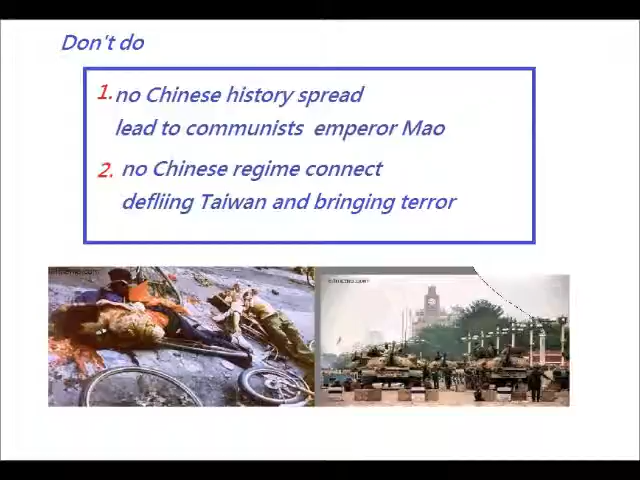 Don't do
1. no Chinese history spread
lead to communists emperor Mao
2. no Chinese regime connect
defliing Taiwan and bringing terror